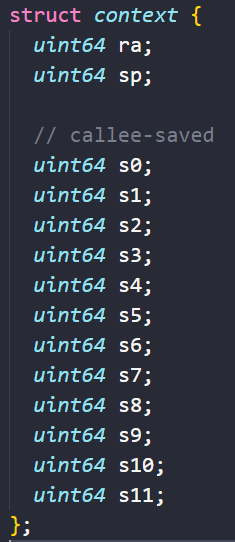 struct context {
  uint64 ra;
  uint64 sp;

  // callee-saved
  uint64 s0;
  uint64 s1;
  uint64 s2;
  uint64 s3;
  uint64 s4;
  uint64 s5;
  uint64 s6;
  uint64 s7;
  uint64 s8;
  uint64 s9;
  uint64 s10;
  uint64 s11;
};